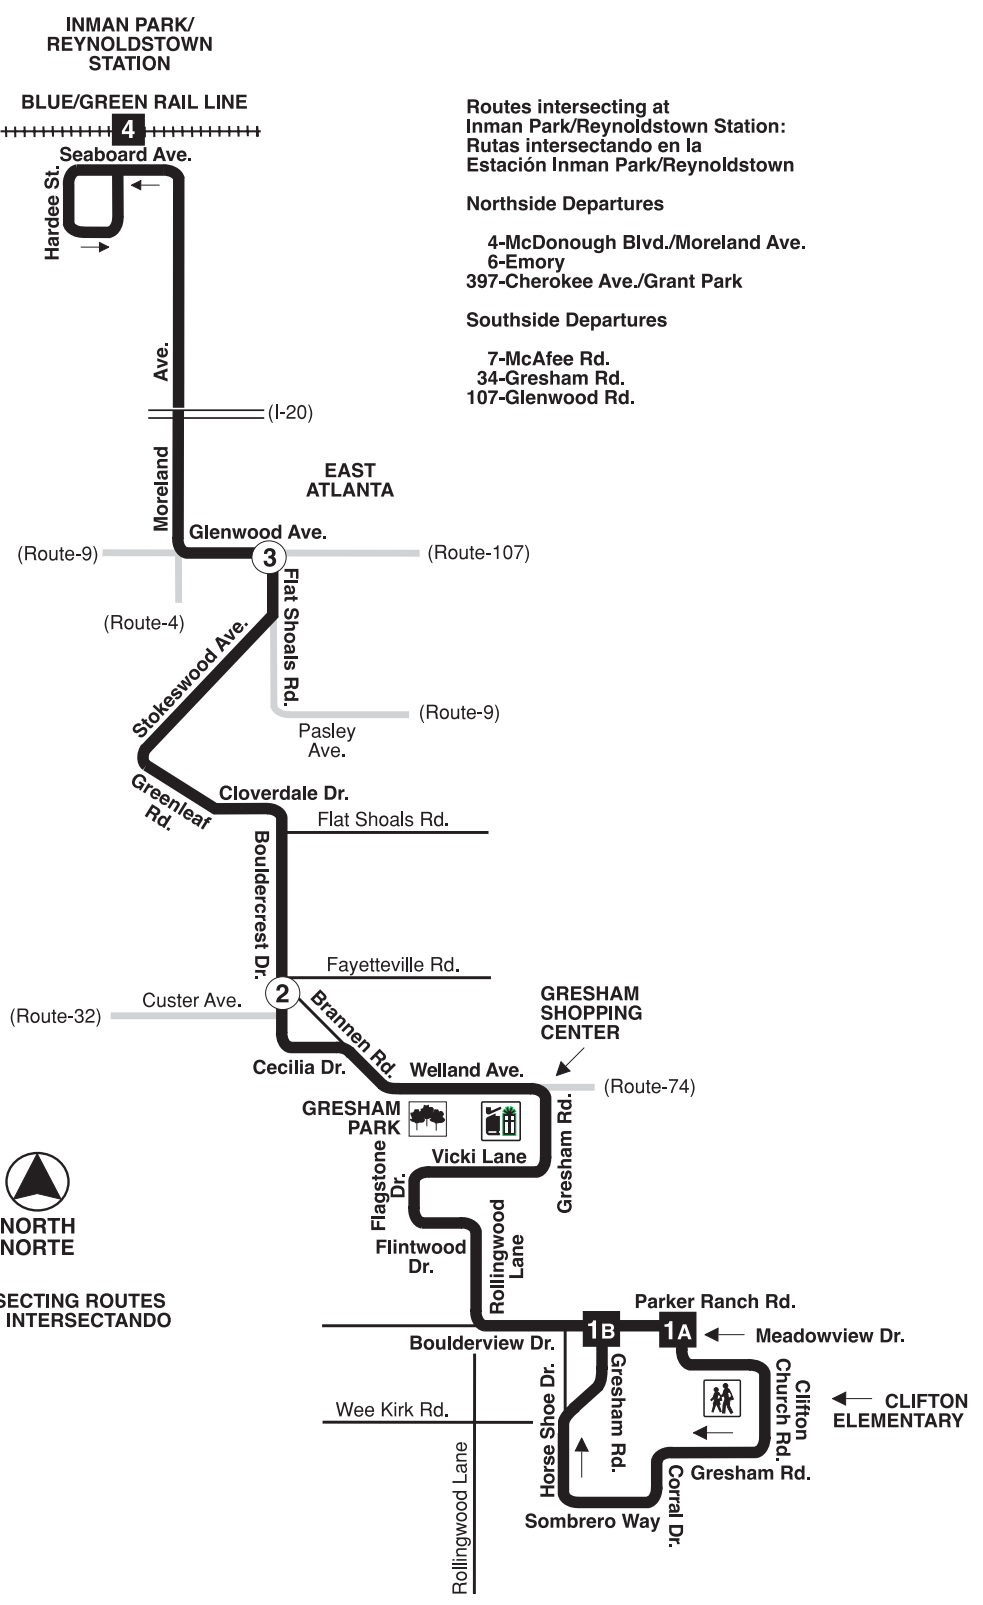 INMAN PARK/
REYNOLDSTOWN
STATION
BLUE/GREEN RAIL LINE
4
Seaboard Ave.
Hardee St.
Routes intersecting at
Inman Park/Reynoldstown Station:
Rutas intersectando en la
Estación Inman Park/Reynoldstown
Northside Departures
4-McDonough Blvd./Moreland Ave.
6-Emory
397-Cherokee Ave./Grant Park
Southside Departures
7-McAfee Rd.
34-Gresham Rd.
107-Glenwood Rd.
Moreland Ave.
(I-20)
EAST
ATLANTA
Glenwood Ave.
(Route-9)
3
(Route-107)
(Route-4)
Flat Shoals Rd.
Stokeswood Ave.
(Route-9)
Pasley
Ave.
Greenleaf
Rd.
Cloverdale Dr.
Flat Shoals Rd.
Bouldercrest Dr.
Fayetteville Rd.
2
Custer Ave.
(Route-32)
Brannen Rd.
GRESHAM
SHOPPING
CENTER
Cecilia Dr.
Welland Ave.
(Route-74)
GRESHAM
PARK
Gresham Rd.
Vicki Lane
Flagstone
Dr.
NORTH
NORTE
Flintwood
Dr.
Rollingwood
Lane
SECTING ROUTES
INTERSECTANDO
Parker Ranch Rd.
1B
1A
Meadowview Dr.
Boulderview Dr.
Gresham Rd.
Horse Shoe Dr.
Clifton
Church Rd.
CLIFTON
ELEMENTARY
Wee Kirk Rd.
Rollingwood Lane
Gresham Rd.
Corral Dr.
Sombrero Way